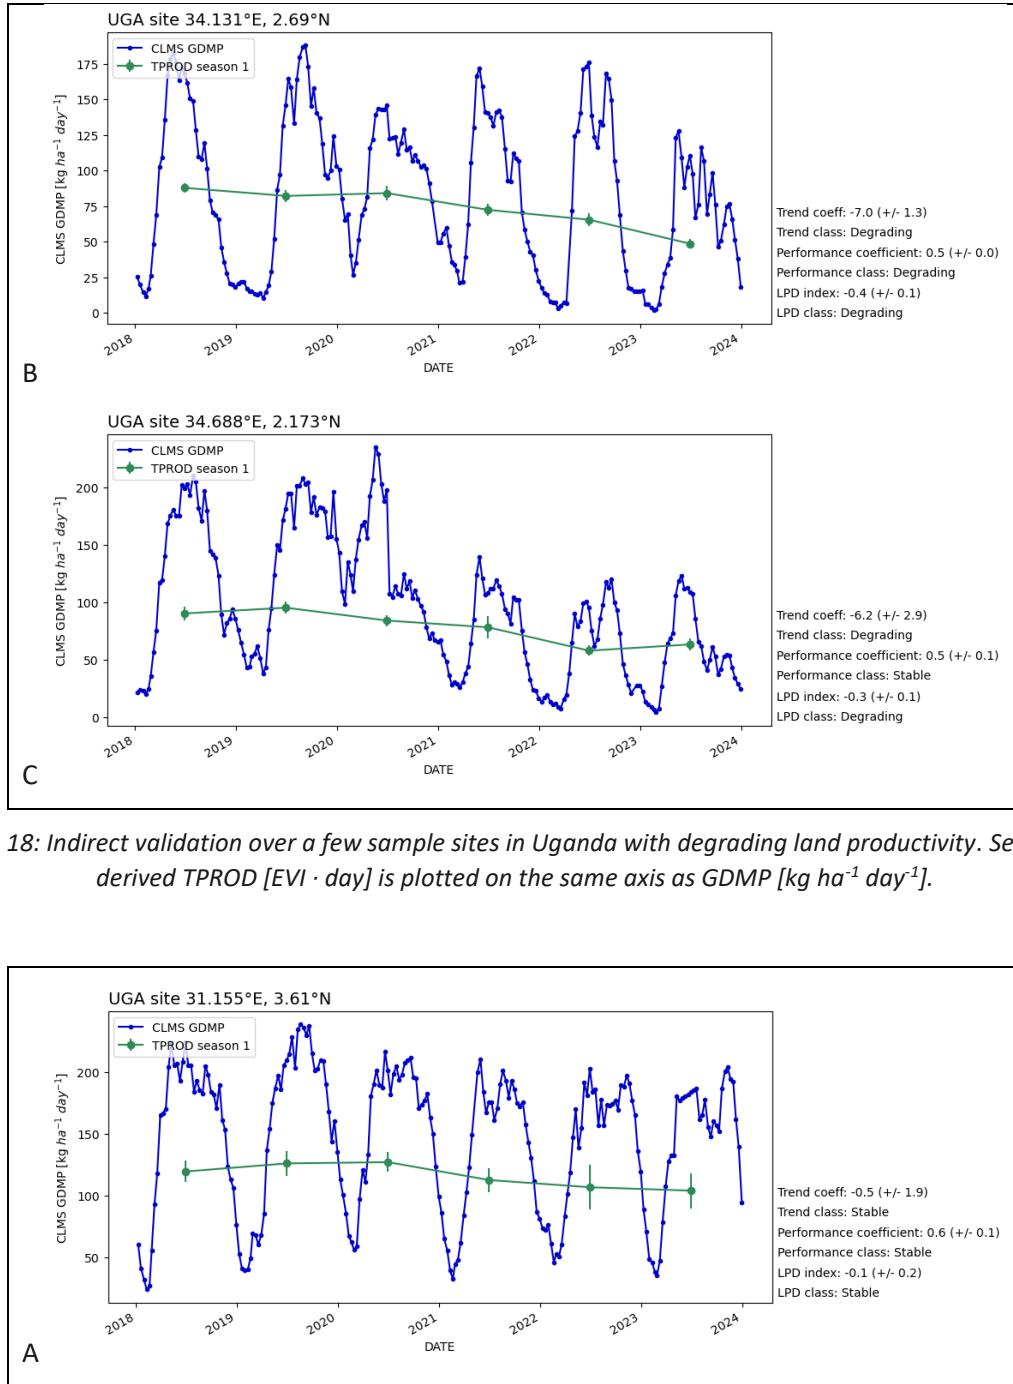 UGA site 34.131°E, 2.69°N
CLMS GDMP
TPROD season 1
CLMS GDMP [kg ha⁻¹ day⁻¹]
175
150
125
100
75
50
25
0
2018
2019
2020
2021
2022
2023
2024
DATE
Trend coeff: -7.0 (+/- 1.3)
Trend class: Degrading
Performance coefficient: 0.5 (+/- 0.0)
Performance class: Degrading
LPD index: -0.4 (+/- 0.1)
LPD class: Degrading
B
UGA site 34.688°E, 2.173°N
CLMS GDMP
TPROD season 1
CLMS GDMP [kg ha⁻¹ day⁻¹]
200
150
100
50
0
2018
2019
2020
2021
2022
2023
2024
DATE
Trend coeff: -6.2 (+/- 2.9)
Trend class: Degrading
Performance coefficient: 0.5 (+/- 0.1)
Performance class: Stable
LPD index: -0.3 (+/- 0.1)
LPD class: Degrading
C
18: Indirect validation over a few sample sites in Uganda with degrading land productivity. Se
derived TPROD [EVI · day] is plotted on the same axis as GDMP [kg ha⁻¹ day⁻¹].
UGA site 31.155°E, 3.61°N
CLMS GDMP
TPROD season 1
CLMS GDMP [kg ha⁻¹ day⁻¹]
200
150
100
50
2018
2019
2020
2021
2022
2023
2024
DATE
Trend coeff: -0.5 (+/- 1.9)
Trend class: Stable
Performance coefficient: 0.6 (+/- 0.1)
Performance class: Stable
LPD index: -0.1 (+/- 0.2)
LPD class: Stable
A